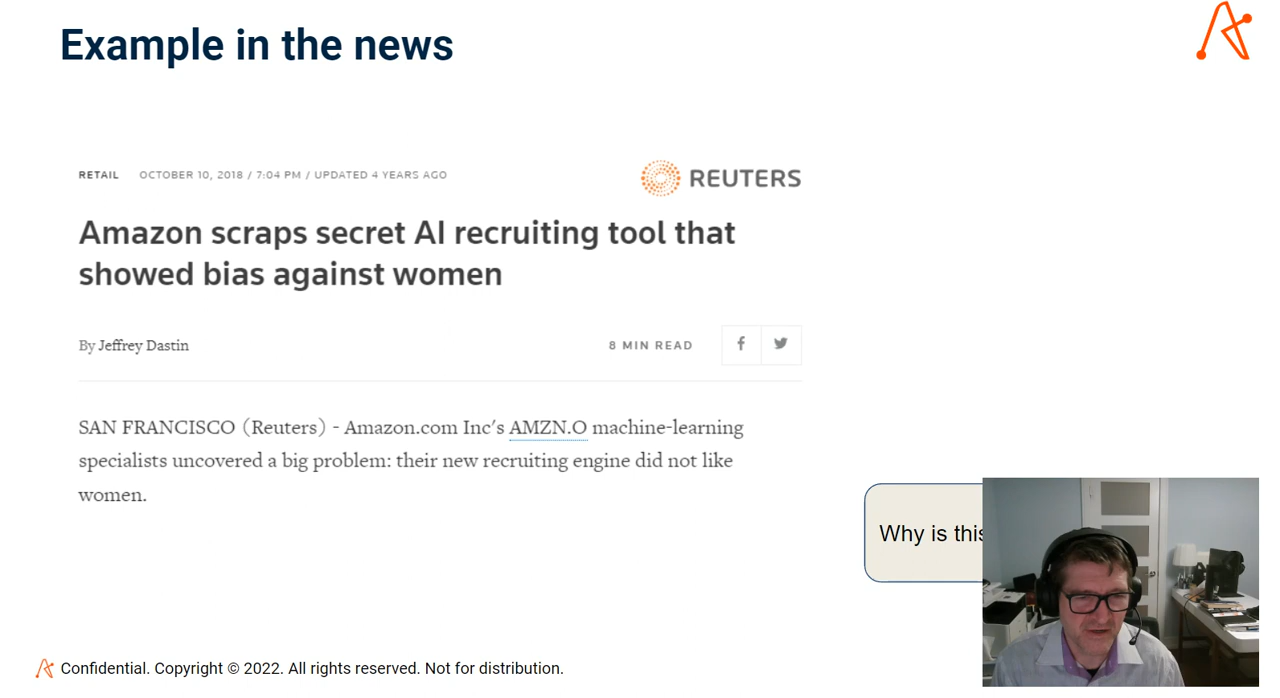 Example in the news
RETAIL OCTOBER 10, 2018 / 7:04 PM / UPDATED 4 YEARS AGO
REUTERS
Amazon scraps secret AI recruiting tool that
showed bias against women
By Jeffrey Dastin
8 MIN READ
SAN FRANCISCO (Reuters) - Amazon.com Inc’s AMZN.O machine-learning
specialists uncovered a big problem: their new recruiting engine did not like
women.
Why is this
Confidential. Copyright © 2022. All rights reserved. Not for distribution.